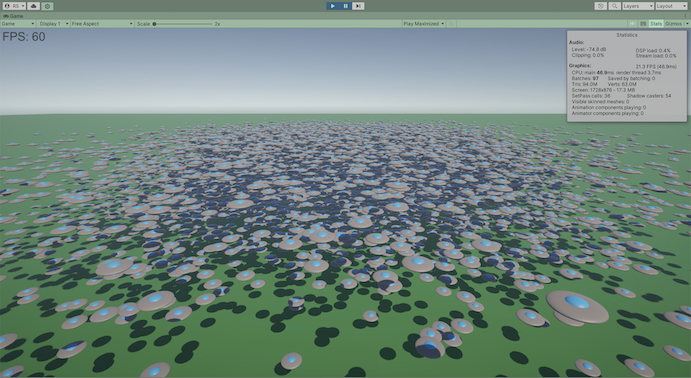 RS Layers Layout
Game
Game Display 1 Free Aspect Scale 2x Play Maximized Stats Gizmos
FPS: 60
Statistics
Audio:
Level: -74.8 dB DSP load: 0.4%
Clipping: 0.0% Stream load: 0.0%
Graphics: 21.3 FPS (46.9ms)
CPU: main 46.9ms render thread 3.7ms
Batches: 97 Saved by batching: 0
Tris: 94.0M Verts: 63.0M
Screen: 1728x878 - 17.3 MB
SetPass calls: 36 Shadow casters: 54
Visible skinned meshes: 0
Animation components playing: 0
Animator components playing: 0